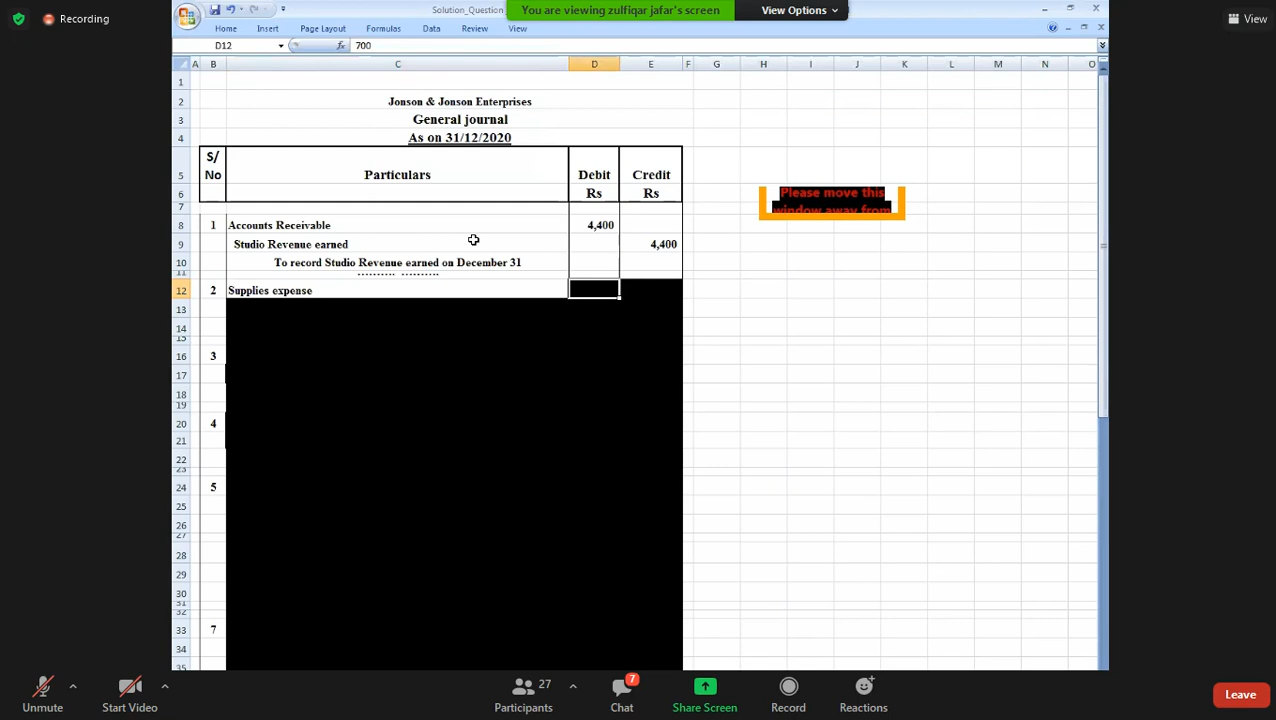 Recording
Solution_Question
You are viewing zulfiqar jafar's screen
View Options
View
Home Insert Page Layout Formulas Data Review View
D12 fx 700
A B C D E F G H I J K L M N O
1
2 Jonson & Jonson Enterprises
3 General journal
4 As on 31/12/2020
S/
5 No Particulars Debit Credit
6 Rs Rs
7
8 1 Accounts Receivable 4,400
9 Studio Revenue earned 4,400
10 To record Studio Revenue earned on December 31
11 .......... ..........
12 2 Supplies expense
13
14
15
16 3
17
18
19
20 4
21
22
23
24 5
25
26
27
28
29
30
31
32
33 7
34
35
Please move this
window away from
Unmute Start Video 27 Participants 7 Chat Share Screen Record Reactions Leave